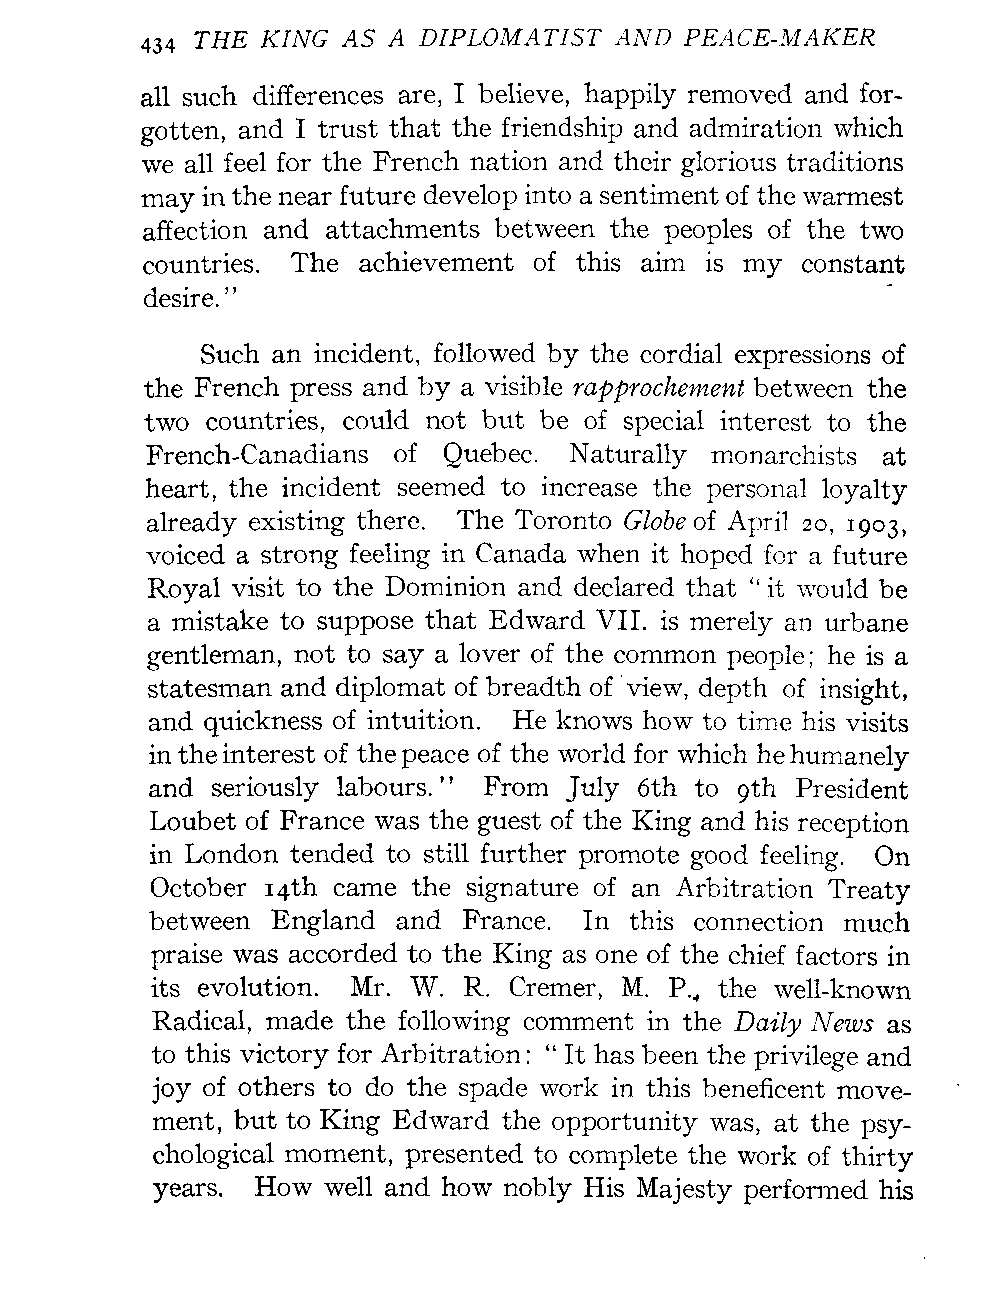 434 THE KING AS A DIPLOMATIST AND PEACE-MAKER
all such differences are, I believe, happily removed and for-
gotten, and I trust that the friendship and admiration which
we all feel for the French nation and their glorious traditions
may in the near future develop into a sentiment of the warmest
affection and attachments between the peoples of the two
countries. The achievement of this aim is my constant
desire."
Such an incident, followed by the cordial expressions of
the French press and by a visible rapprochement between the
two countries, could not but be of special interest to the
French-Canadians of Quebec. Naturally monarchists at
heart, the incident seemed to increase the personal loyalty
already existing there. The Toronto Globe of April 20, 1903,
voiced a strong feeling in Canada when it hoped for a future
Royal visit to the Dominion and declared that "it would be
a mistake to suppose that Edward VII. is merely an urbane
gentleman, not to say a lover of the common people; he is a
statesman and diplomat of breadth of view, depth of insight,
and quickness of intuition. He knows how to time his visits
in the interest of the peace of the world for which he humanely
and seriously labours." From July 6th to 9th President
Loubet of France was the guest of the King and his reception
in London tended to still further promote good feeling. On
October 14th came the signature of an Arbitration Treaty
between England and France. In this connection much
praise was accorded to the King as one of the chief factors in
its evolution. Mr. W. R. Cremer, M. P., the well-known
Radical, made the following comment in the Daily News as
to this victory for Arbitration: "It has been the privilege and
joy of others to do the spade work in this beneficent move-
ment, but to King Edward the opportunity was, at the psy-
chological moment, presented to complete the work of thirty
years. How well and how nobly His Majesty performed his